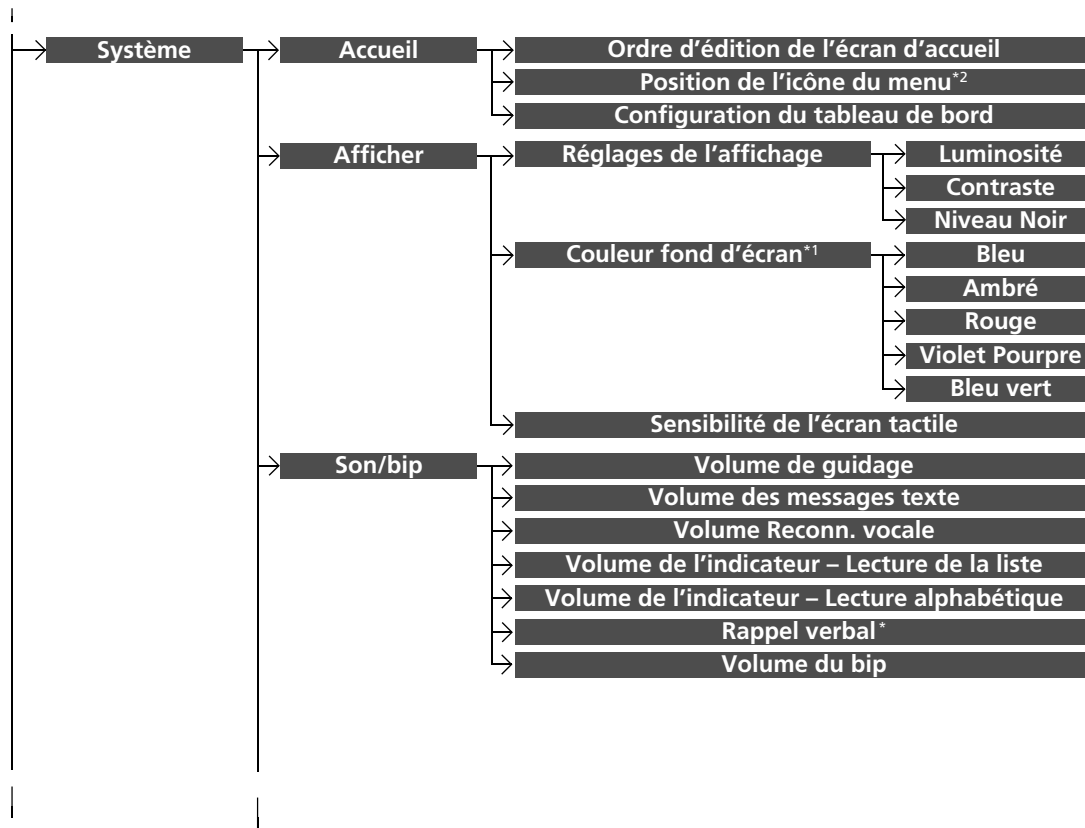 Système
Accueil
Ordre d’édition de l’écran d’accueil
Position de l’icône du menu*2
Configuration du tableau de bord
Afficher
Réglages de l’affichage
Luminosité
Contraste
Niveau Noir
Couleur fond d’écran*1
Bleu
Ambré
Rouge
Violet Pourpre
Bleu vert
Sensibilité de l’écran tactile
Son/bip
Volume de guidage
Volume des messages texte
Volume Reconn. vocale
Volume de l’indicateur – Lecture de la liste
Volume de l’indicateur – Lecture alphabétique
Rappel verbal*
Volume du bip